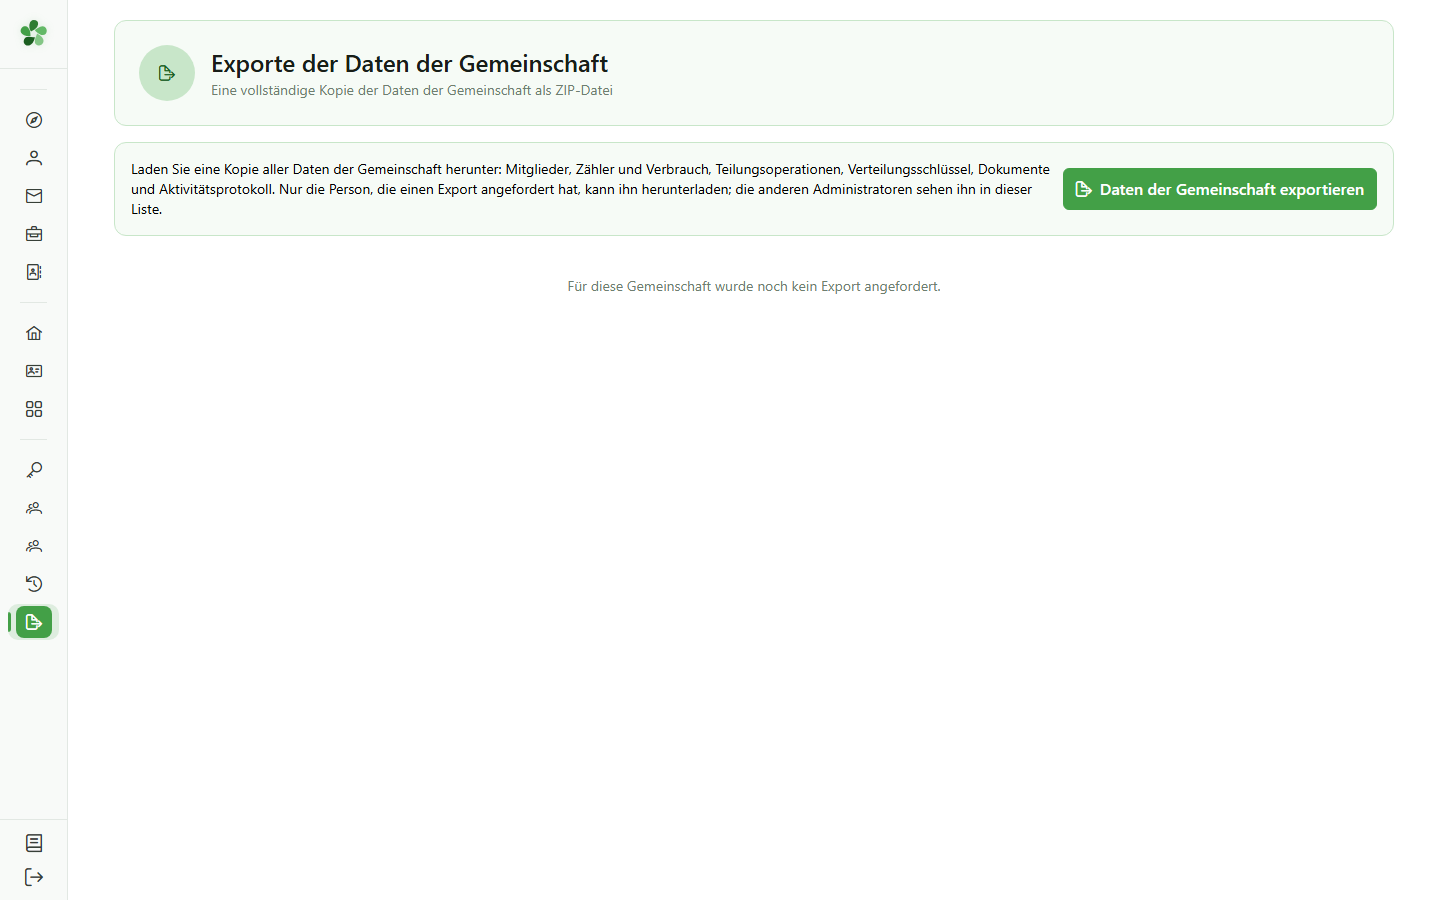 Exporte der Daten der Gemeinschaft
Eine vollständige Kopie der Daten der Gemeinschaft als ZIP-Datei
Laden Sie eine Kopie aller Daten der Gemeinschaft herunter: Mitglieder, Zähler und Verbrauch, Teilungsoperationen, Verteilungsschlüssel, Dokumente
und Aktivitätsprotokoll. Nur die Person, die einen Export angefordert hat, kann ihn herunterladen; die anderen Administratoren sehen ihn in dieser
Liste.
Daten der Gemeinschaft exportieren
Für diese Gemeinschaft wurde noch kein Export angefordert.